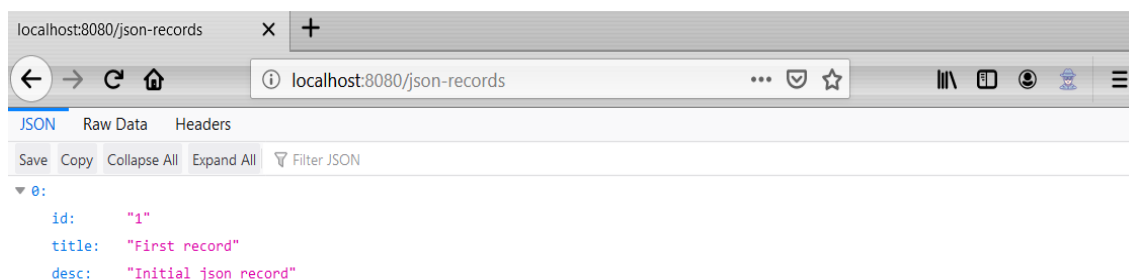 localhost:8080/json-records
localhost:8080/json-records
JSON Raw Data Headers
Save Copy Collapse All Expand All Filter JSON
0:
id: "1"
title: "First record"
desc: "Initial json record"